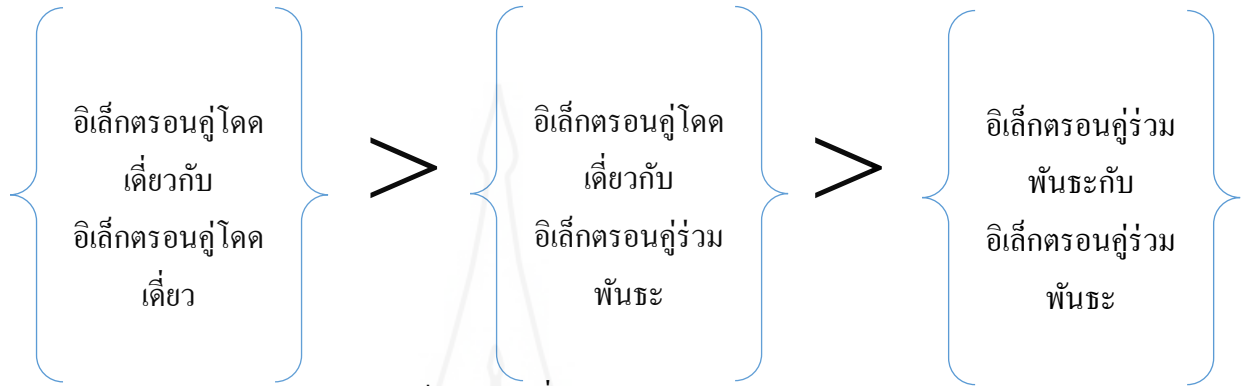 อิเล็กตรอนคู่โดด
เดี่ยวกับ
อิเล็กตรอนคู่โดด
เดี่ยว
>
อิเล็กตรอนคู่โดด
เดี่ยวกับ
อิเล็กตรอนคู่ร่วม
พันธะ
>
อิเล็กตรอนคู่ร่วม
พันธะกับ
อิเล็กตรอนคู่ร่วม
พันธะ